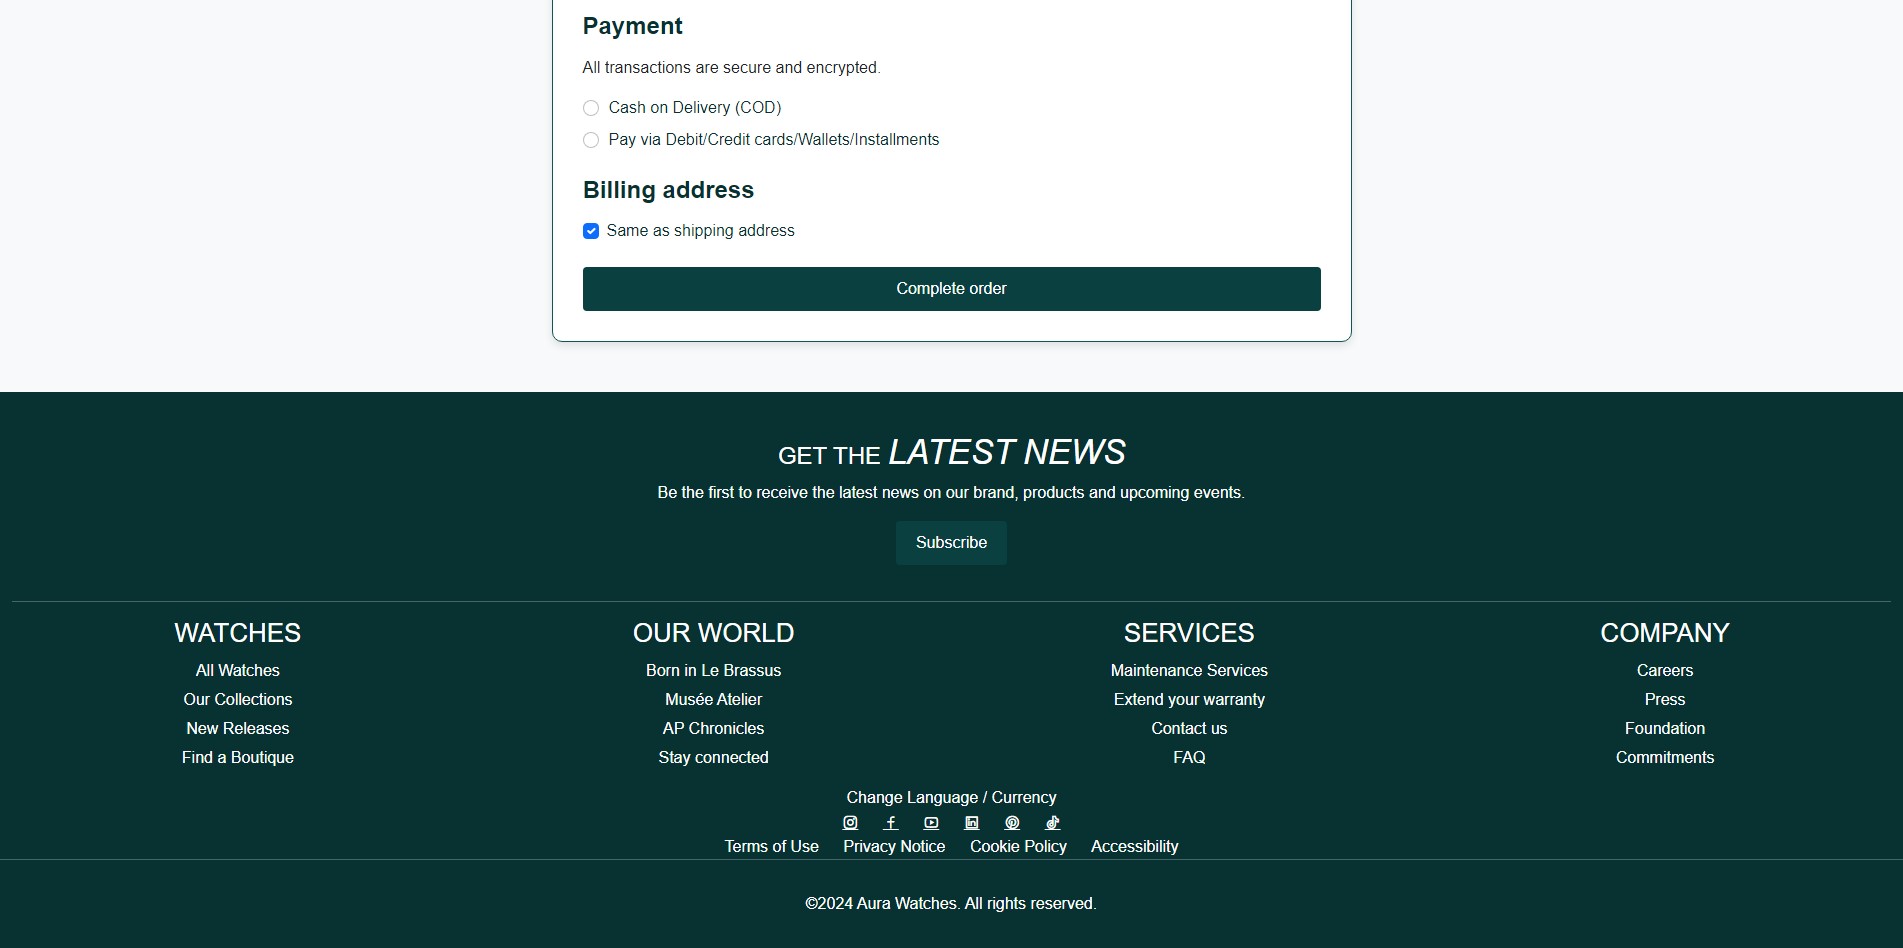 Payment
All transactions are secure and encrypted.
Cash on Delivery (COD)
Pay via Debit/Credit cards/Wallets/Installments
Billing address
Same as shipping address
Complete order
GET THE LATEST NEWS
Be the first to receive the latest news on our brand, products and upcoming events.
Subscribe
WATCHES
All Watches
Our Collections
New Releases
Find a Boutique
OUR WORLD
Born in Le Brassus
Musée Atelier
AP Chronicles
Stay connected
SERVICES
Maintenance Services
Extend your warranty
Contact us
FAQ
COMPANY
Careers
Press
Foundation
Commitments
Change Language / Currency
Terms of Use Privacy Notice Cookie Policy Accessibility
©2024 Aura Watches. All rights reserved.